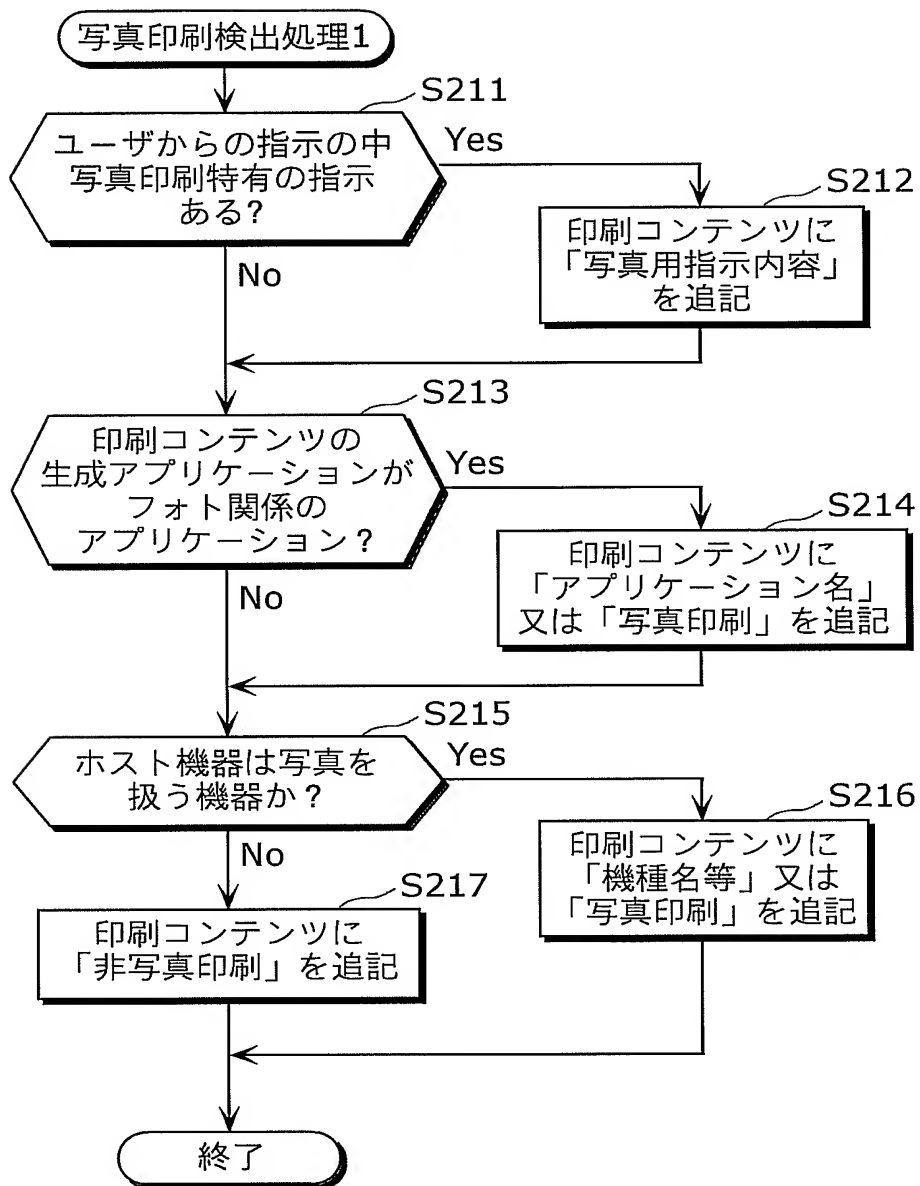 写真印刷検出処理1
S211
ユーザからの指示の中
写真印刷特有の指示
ある?
Yes
No
S212
印刷コンテンツに
「写真用指示内容」
を追記
S213
印刷コンテンツの
生成アプリケーションが
フォト関係の
アプリケーション？
Yes
No
S214
印刷コンテンツに
「アプリケーション名」
又は「写真印刷」を追記
S215
ホスト機器は写真を
扱う機器か？
Yes
No
S216
印刷コンテンツに
「機種名等」又は
「写真印刷」を追記
S217
印刷コンテンツに
「非写真印刷」を追記
終了